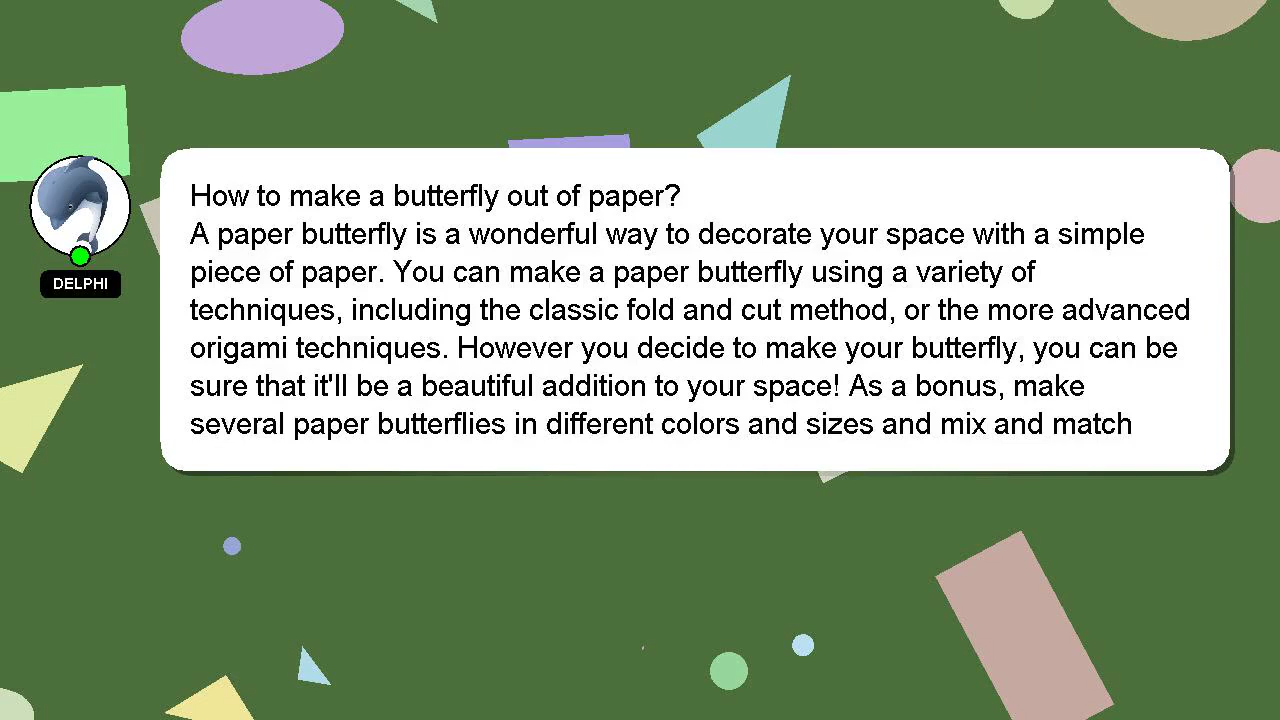 How to make a butterfly out of paper?
A paper butterfly is a wonderful way to decorate your space with a simple
piece of paper. You can make a paper butterfly using a variety of
techniques, including the classic fold and cut method, or the more advanced
origami techniques. However you decide to make your butterfly, you can be
sure that it'll be a beautiful addition to your space! As a bonus, make
several paper butterflies in different colors and sizes and mix and match
DELPHI